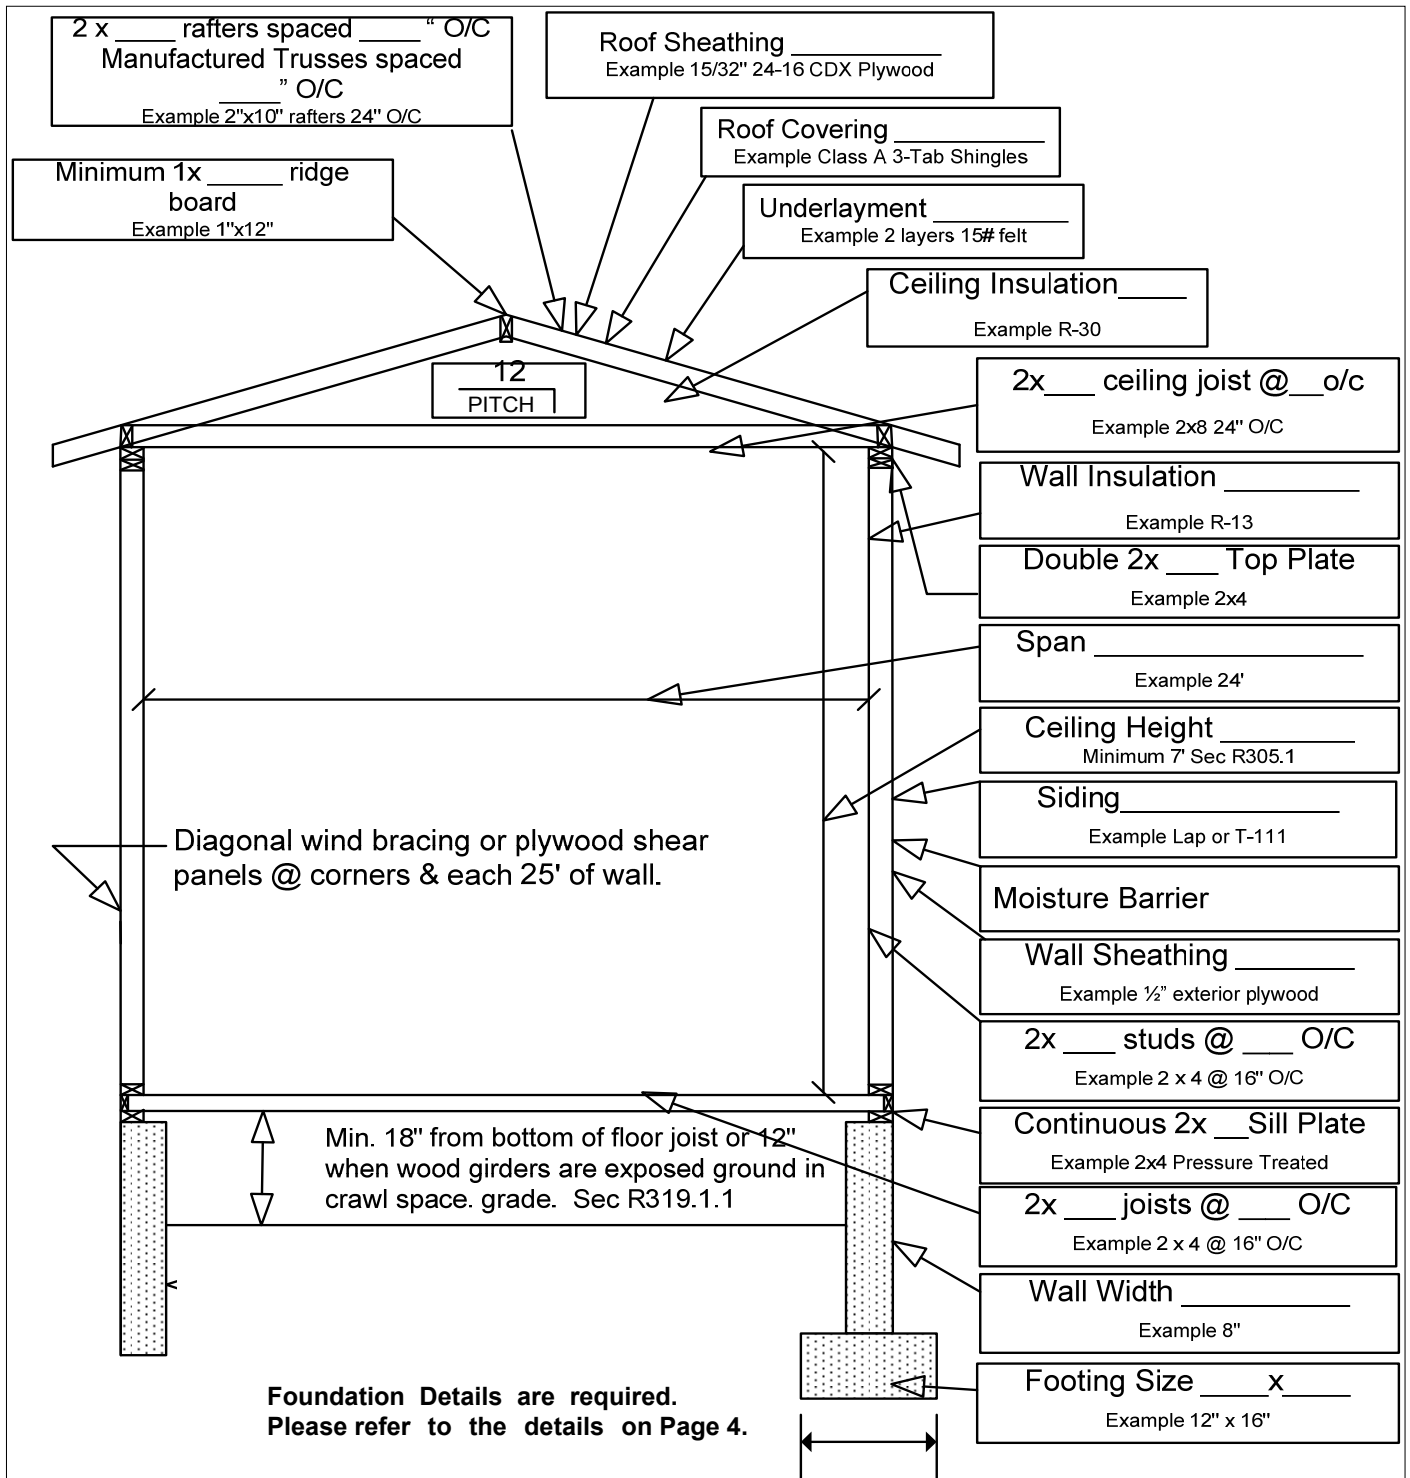 2 x ____ rafters spaced ____ “ O/C
Manufactured Trusses spaced
____” O/C
Example 2"x10" rafters 24" O/C
Roof Sheathing __________
Example 15/32" 24-16 CDX Plywood
Roof Covering __________
Example Class A 3-Tab Shingles
Minimum 1x _____ ridge
board
Example 1"x12"
Underlayment _________
Example 2 layers 15# felt
Ceiling Insulation____
Example R-30
12
PITCH
2x___ ceiling joist @__o/c
Example 2x8 24" O/C
Wall Insulation ________
Example R-13
Double 2x ___ Top Plate
Example 2x4
Span ________________
Example 24'
Ceiling Height ________
Minimum 7' Sec R305.1
Siding_____________
Example Lap or T-111
Diagonal wind bracing or plywood shear
panels @ corners & each 25' of wall.
Moisture Barrier
Wall Sheathing _______
Example ½” exterior plywood
2x ___ studs @ ___ O/C
Example 2 x 4 @ 16" O/C
Continuous 2x __Sill Plate
Example 2x4 Pressure Treated
Min. 18" from bottom of floor joist or 12"
when wood girders are exposed ground in
crawl space. grade. Sec R319.1.1
2x ___ joists @ ___ O/C
Example 2 x 4 @ 16" O/C
Wall Width __________
Example 8"
Footing Size ____x____
Example 12" x 16"
Foundation Details are required.
Please refer to the details on Page 4.